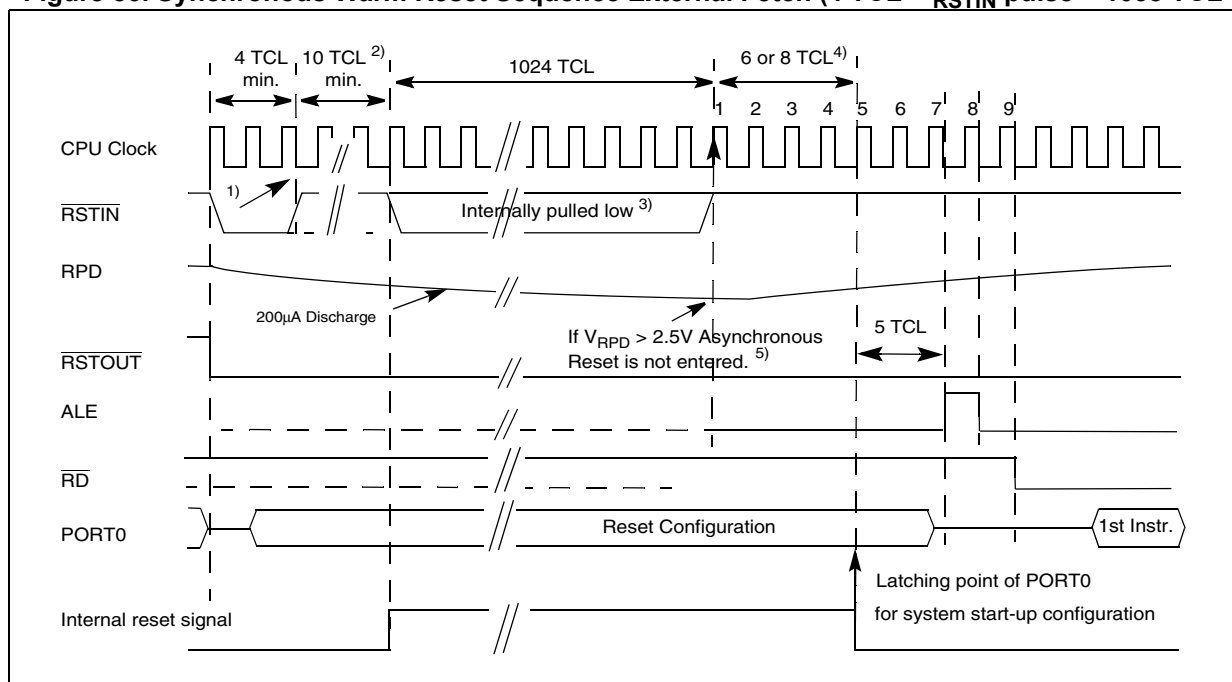 4 TCL min.
10 TCL 2) min.
1024 TCL
6 or 8 TCL4)
1 2 3 4 5 6 7 8 9
CPU Clock
1)
RSTIN
Internally pulled low 3)
RPD
200µA Discharge
If VRPD > 2.5V Asynchronous
Reset is not entered. 5)
5 TCL
RSTOUT
ALE
RD
PORT0
Reset Configuration
1st Instr.
Latching point of PORT0
for system start-up configuration
Internal reset signal